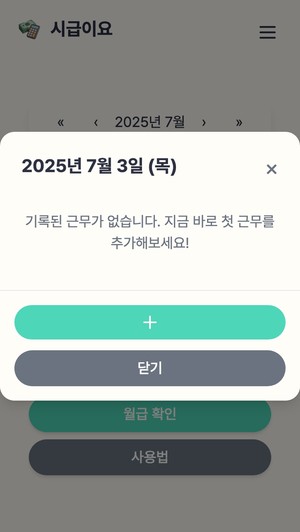 시급이요
« ‹ 2025년 7월 › »
2025년 7월 3일 (목)
×
기록된 근무가 없습니다. 지금 바로 첫 근무를
추가해보세요!
+
닫기
월급 확인
사용법